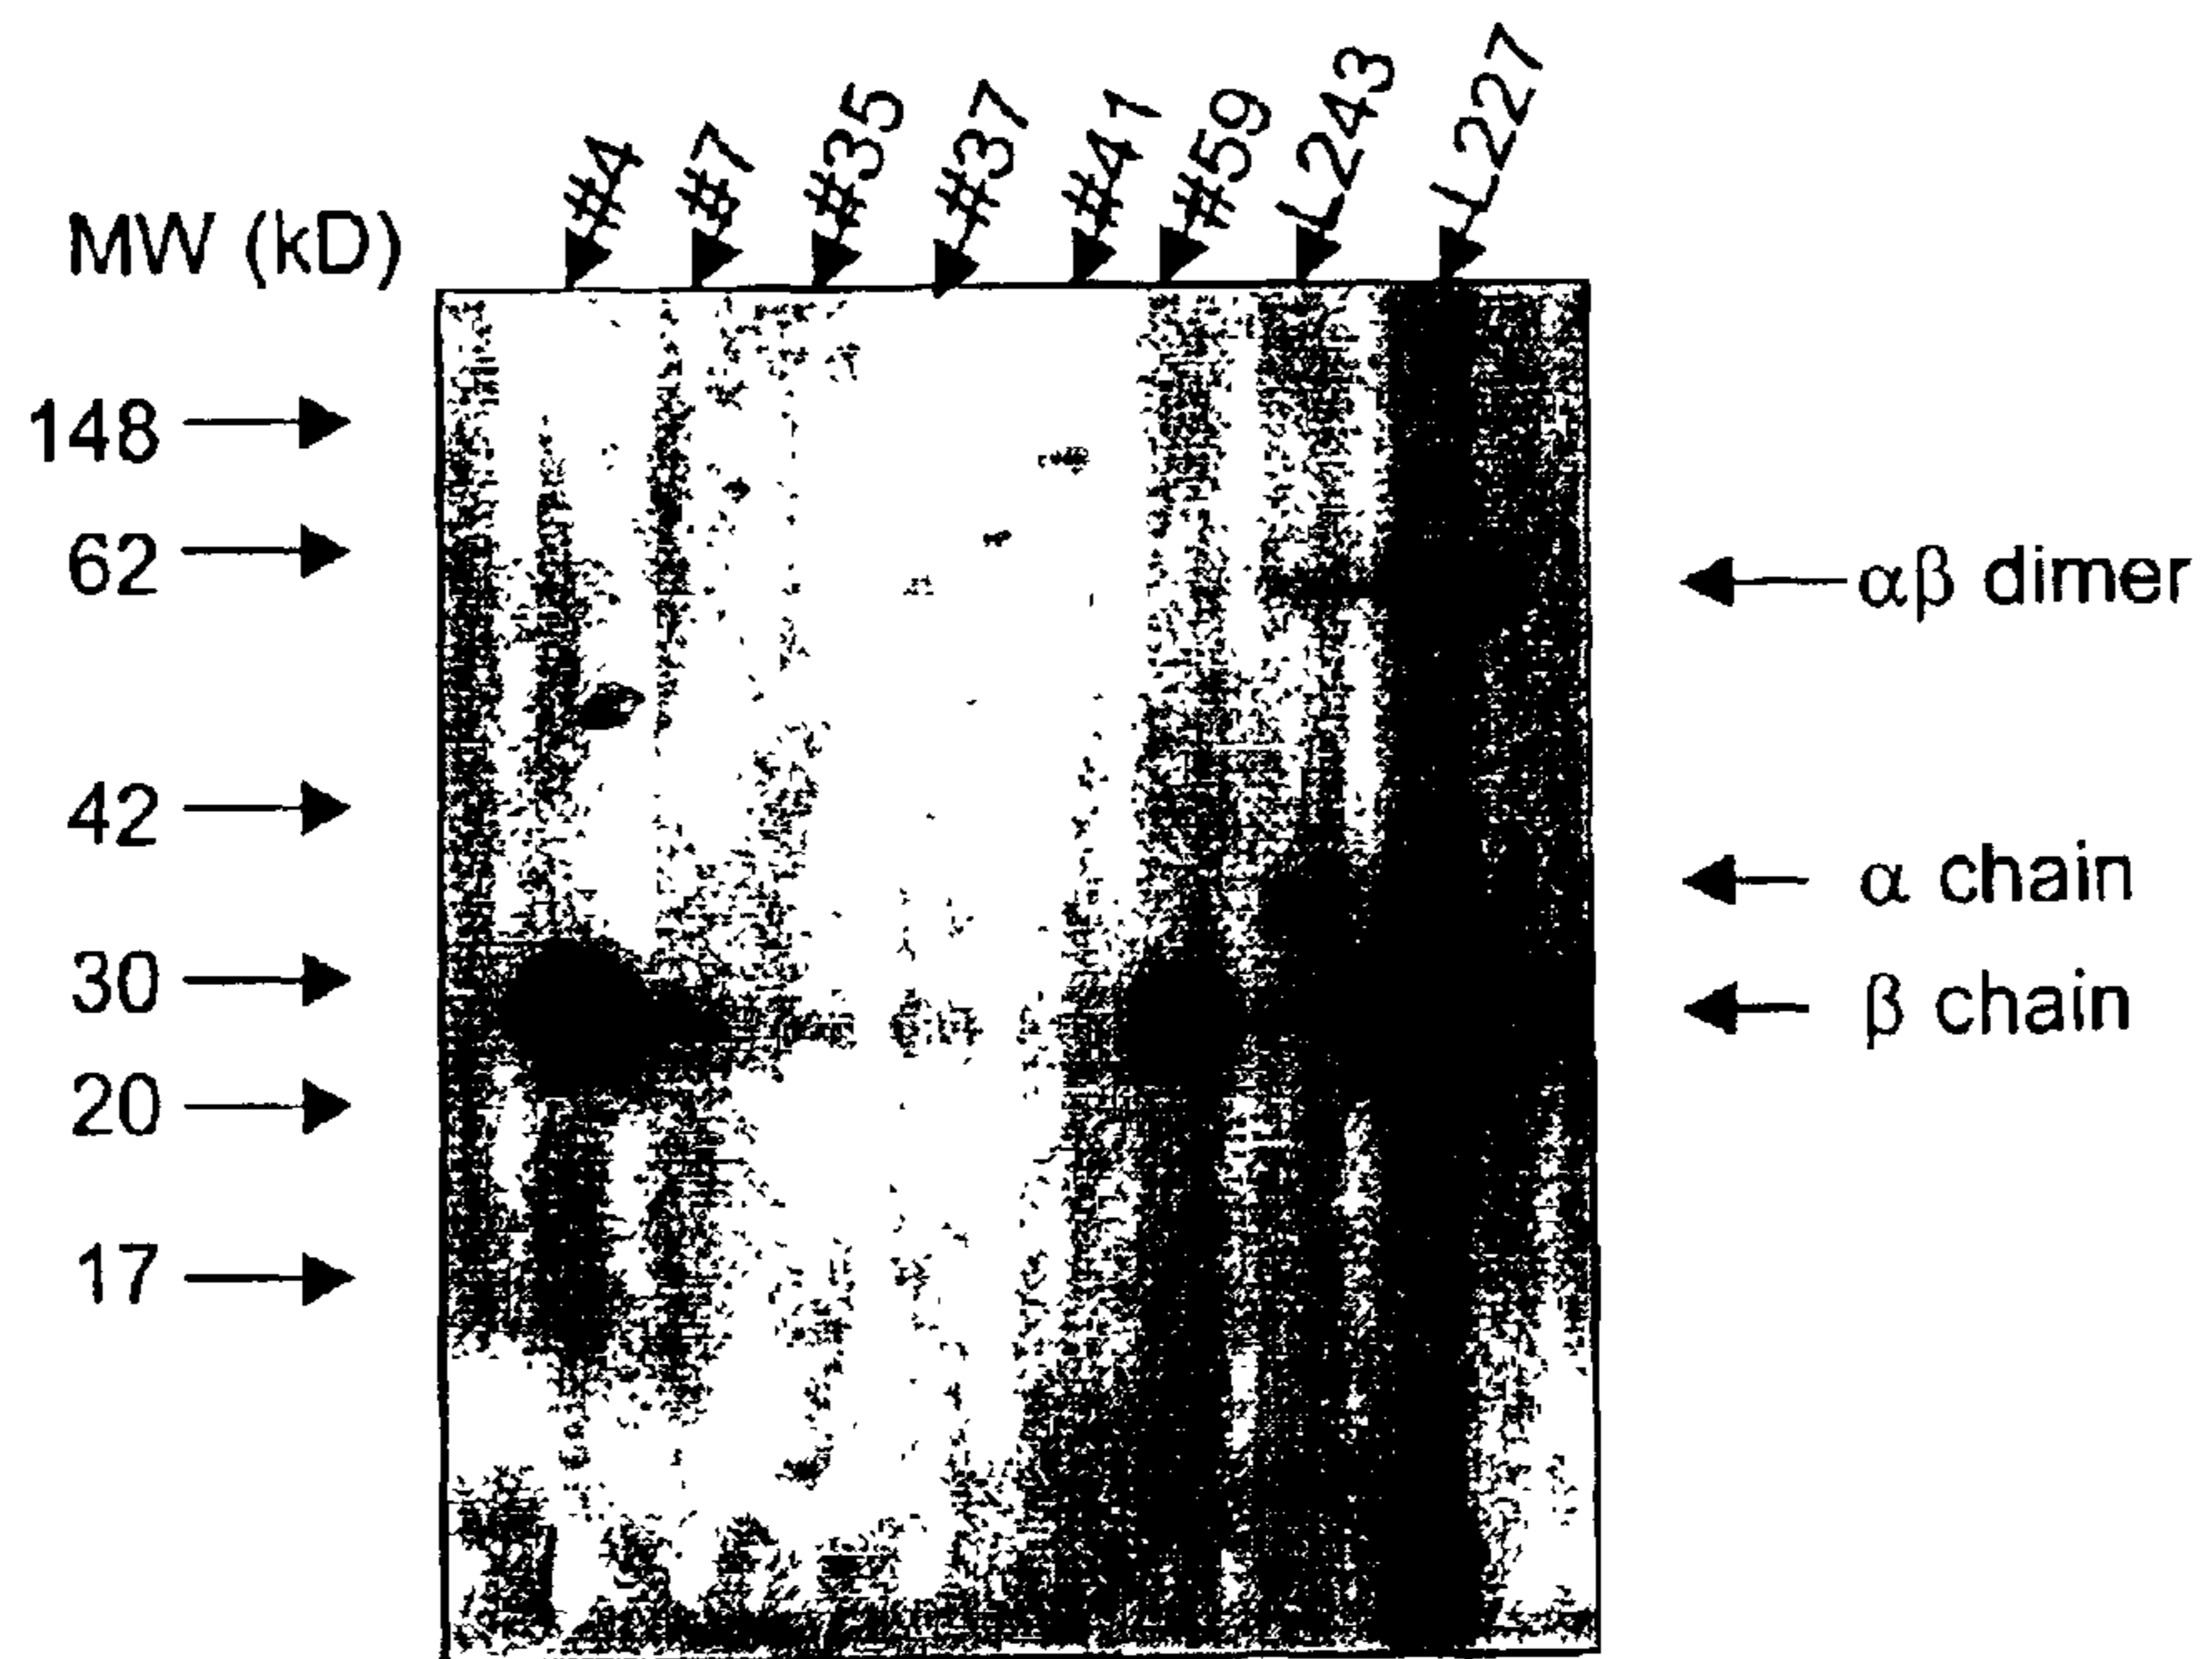 #4 #7 #35 #37 #41 #59 L243 L227
MW (kD)
148
62
αβ dimer
42
α chain
30
β chain
20
17